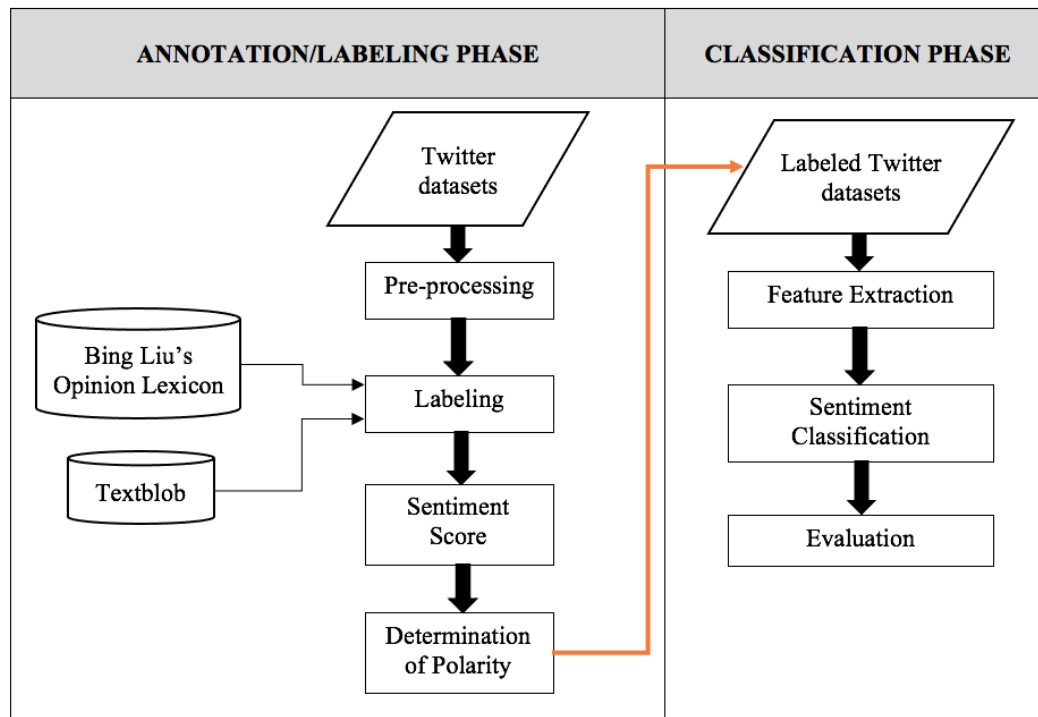 ANNOTATION/LABELING PHASE
CLASSIFICATION PHASE
Twitter
datasets
Pre-processing
Bing Liu's
Opinion Lexicon
Labeling
Textblob
Sentiment
Score
Determination
of Polarity
Labeled Twitter
datasets
Feature Extraction
Sentiment
Classification
Evaluation